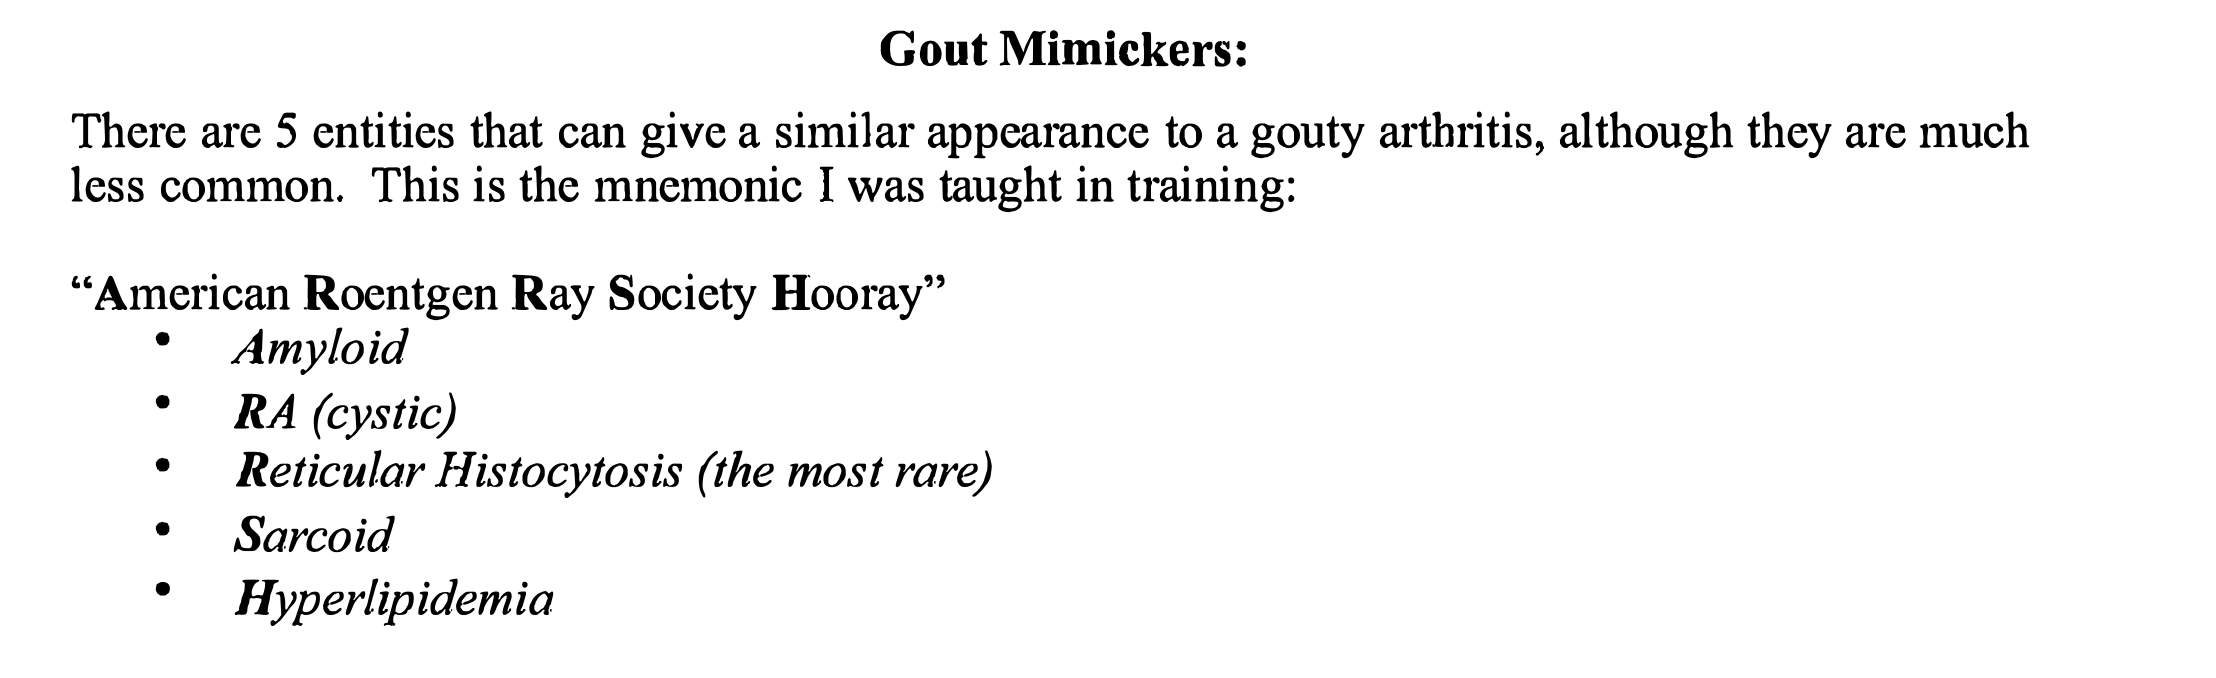 Gout Mimickers:
There are 5 entities that can give a similar appearance to a gouty arthritis, although they are much
less common.  This is the mnemonic I was taught in training:
“American Roentgen Ray Society Hooray”
• Amyloid
• RA (cystic)
• Reticular Histocytosis (the most rare)
• Sarcoid
• Hyperlipidemia